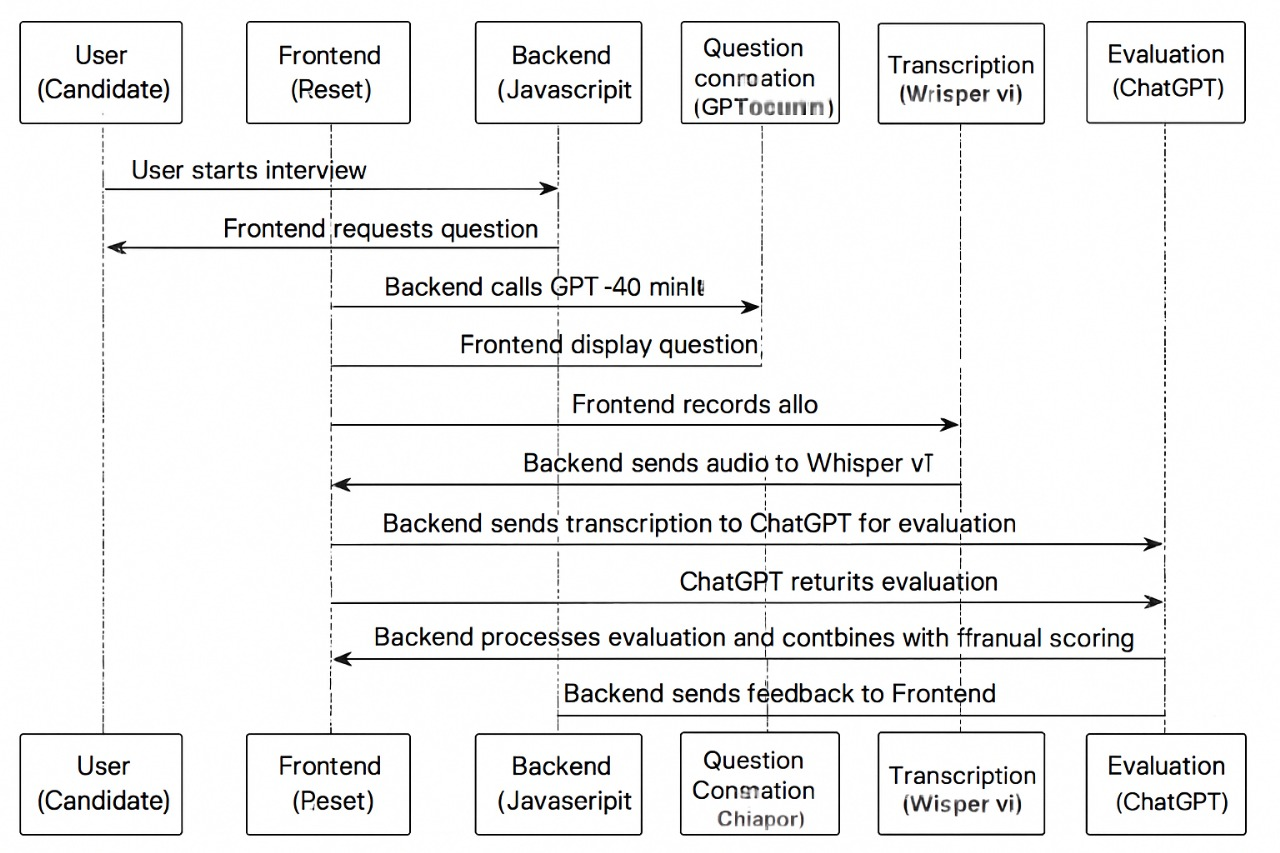 User
(Candidate)
Frontend
(Reset)
Backend
(Javascripit
Question
Transcription
(Wrisper vi)
Evaluation
(ChatGPT)
User starts interview
Frontend requests question
Backend calls GPT -40
Frontend display question
Frontend records allo
Backend sends audio to Whisper
Backend sends transcription to ChatGPT for evaluation
ChatGPT returits evaluation
Backend processes evaluation and contbines with ffranual scoring
Backend sends feedback to Frontend
User
(Candidate)
Frontend
(Reset)
Backend
(Javaseripit
Question
Transcription
(Wisper vi)
Evaluation
(ChatGPT)